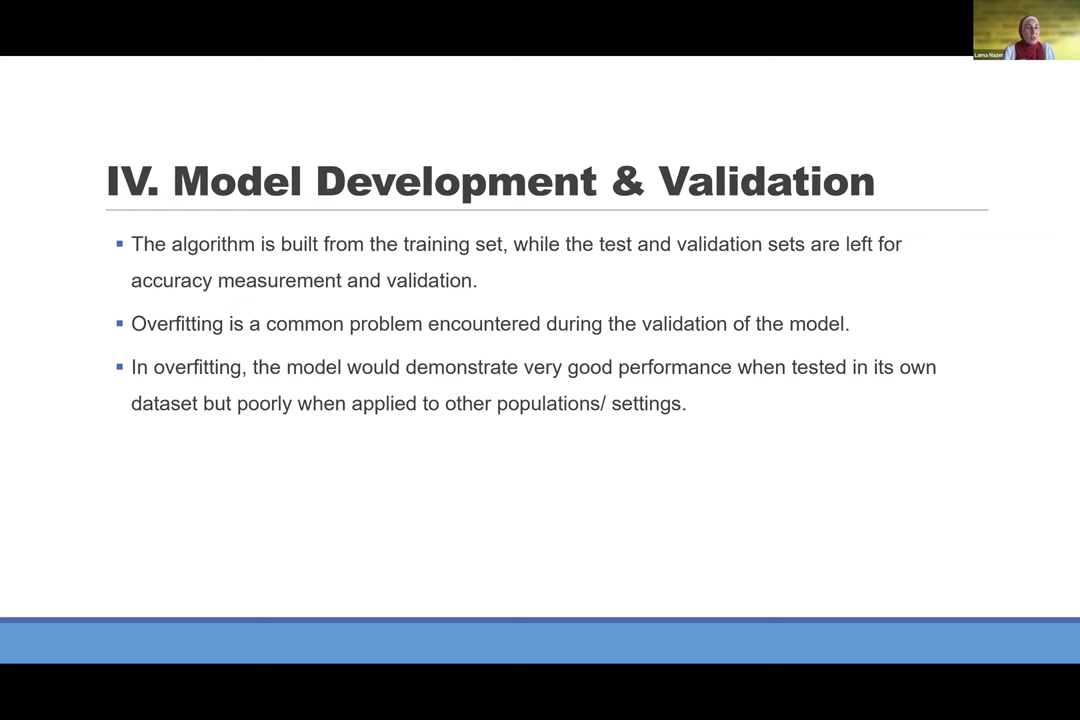 Lama Nazer
IV. Model Development & Validation
▪ The algorithm is built from the training set, while the test and validation sets are left for
accuracy measurement and validation.
▪ Overfitting is a common problem encountered during the validation of the model.
▪ In overfitting, the model would demonstrate very good performance when tested in its own
dataset but poorly when applied to other populations/ settings.